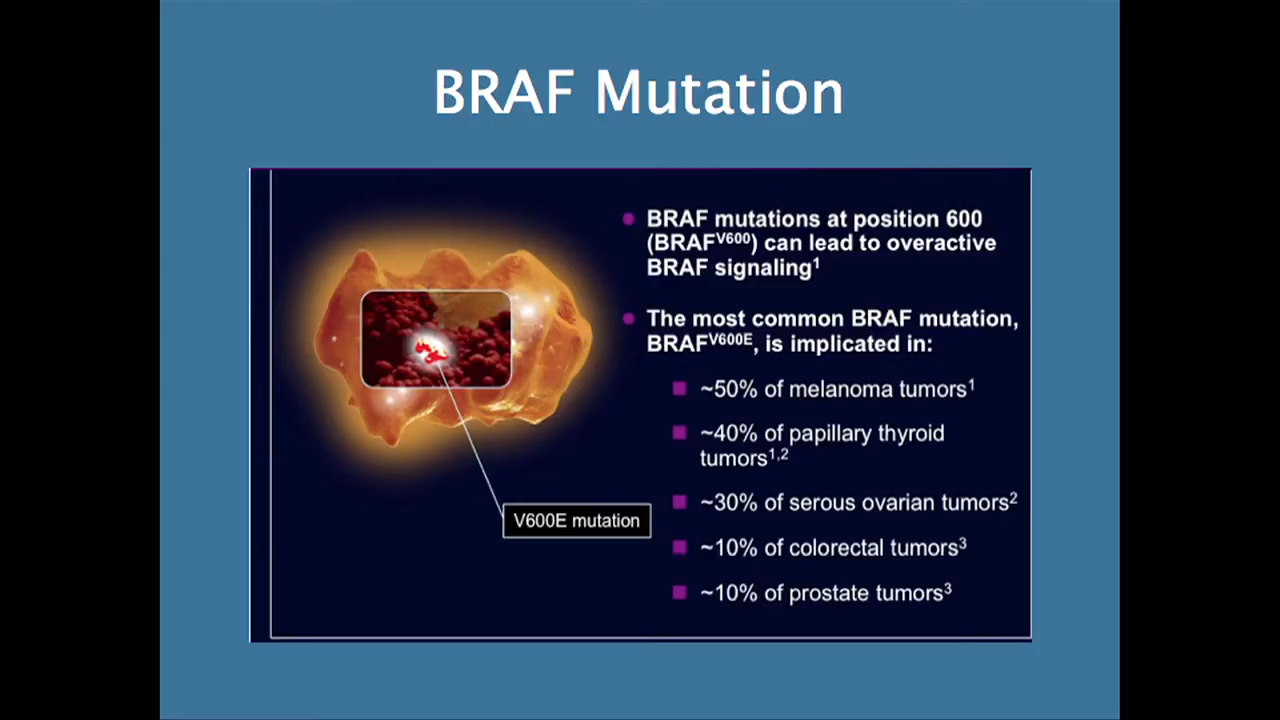 BRAF Mutation
BRAF mutations at position 600
(BRAFV600) can lead to overactive
BRAF signaling1
The most common BRAF mutation,
BRAFV600E, is implicated in:
~50% of melanoma tumors1
~40% of papillary thyroid
tumors1,2
~30% of serous ovarian tumors2
V600E mutation
~10% of colorectal tumors3
~10% of prostate tumors3